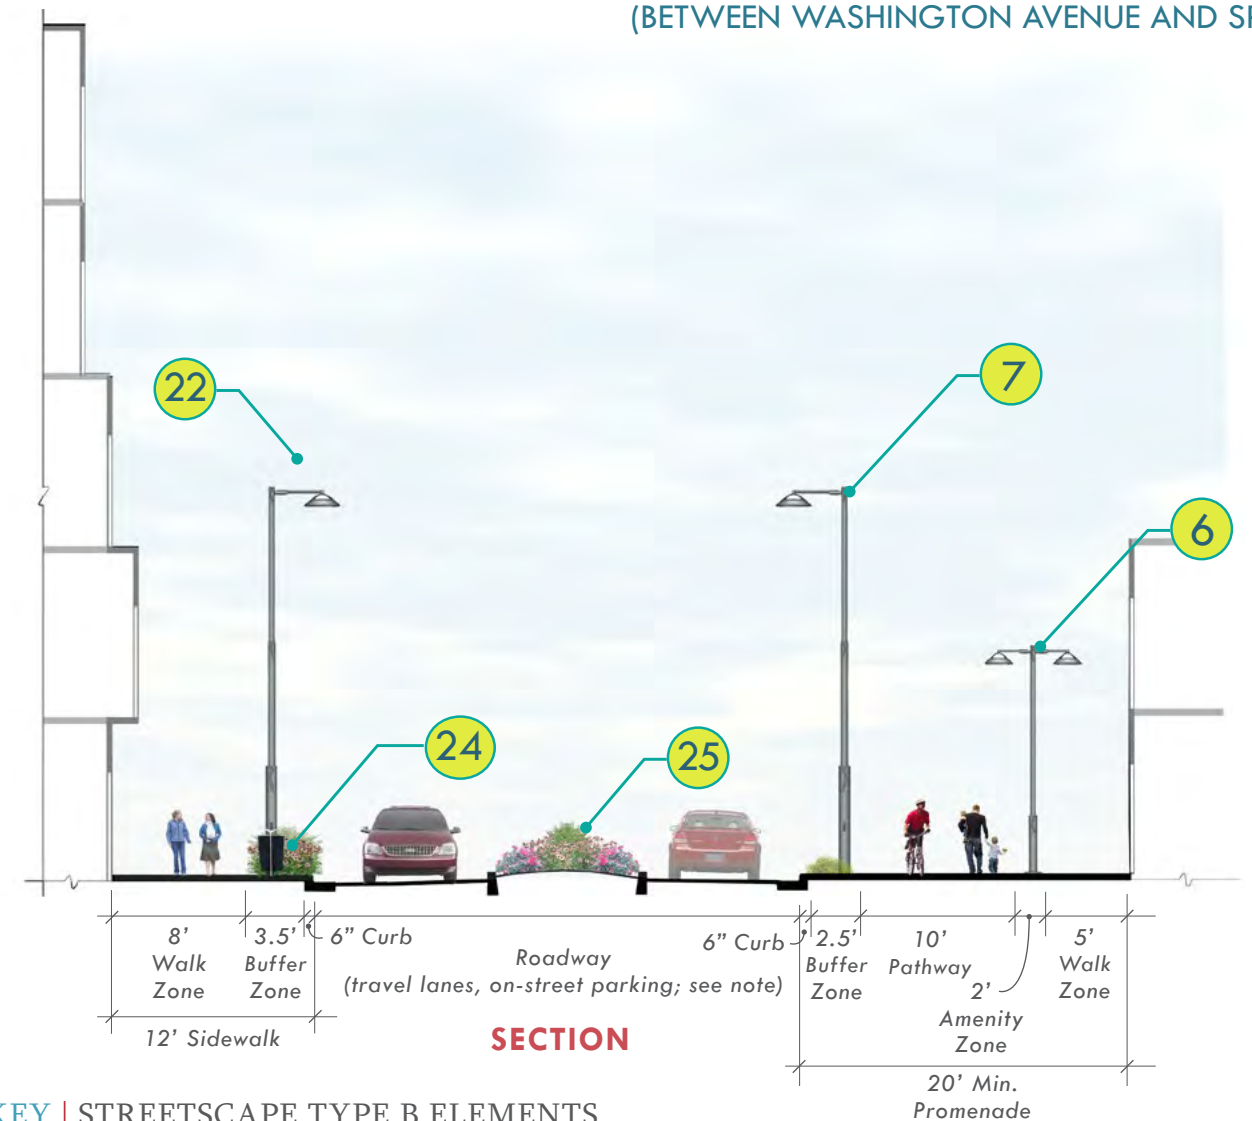 (BETWEEN WASHINGTON AVENUE AND
22
7
6
24
25
8'
Walk
Zone
3.5'
Buffer
Zone
6” Curb
Roadway
(travel lanes, on-street parking; see note)
6” Curb
2.5'
Buffer
Zone
10'
Pathway
2'
Amenity
Zone
5'
Walk
Zone
12' Sidewalk
SECTION
20' Min.
Promenade
KEY | STREETSCAPE TYPE B ELEMENTS